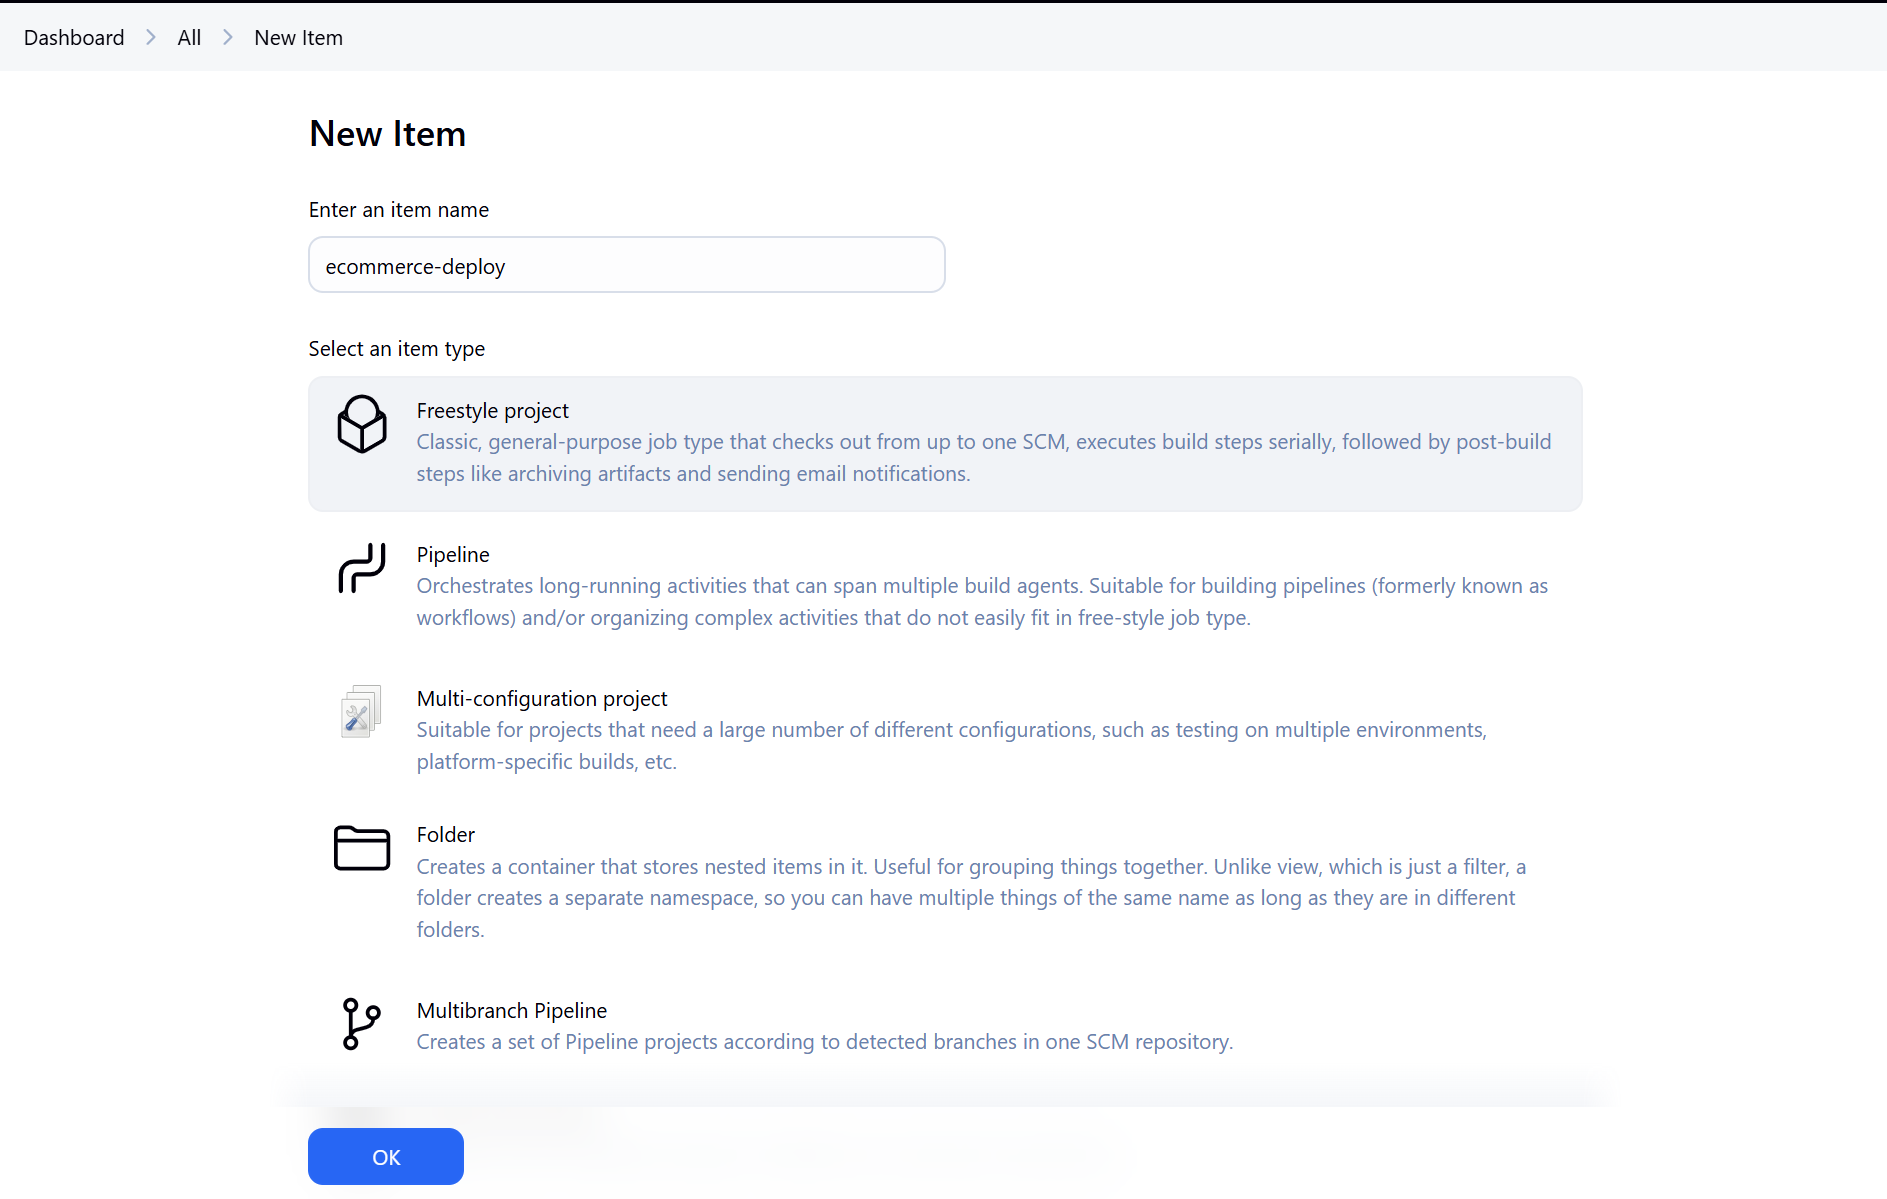 Dashboard > All > New Item
New Item
Enter an item name
ecommerce-deploy
Select an item type
Freestyle project
Classic, general-purpose job type that checks out from up to one SCM, executes build steps serially, followed by post-build
steps like archiving artifacts and sending email notifications.
Pipeline
Orchestrates long-running activities that can span multiple build agents. Suitable for building pipelines (formerly known as
workflows) and/or organizing complex activities that do not easily fit in free-style job type.
Multi-configuration project
Suitable for projects that need a large number of different configurations, such as testing on multiple environments,
platform-specific builds, etc.
Folder
Creates a container that stores nested items in it. Useful for grouping things together. Unlike view, which is just a filter, a
folder creates a separate namespace, so you can have multiple things of the same name as long as they are in different
folders.
Multibranch Pipeline
Creates a set of Pipeline projects according to detected branches in one SCM repository.
OK